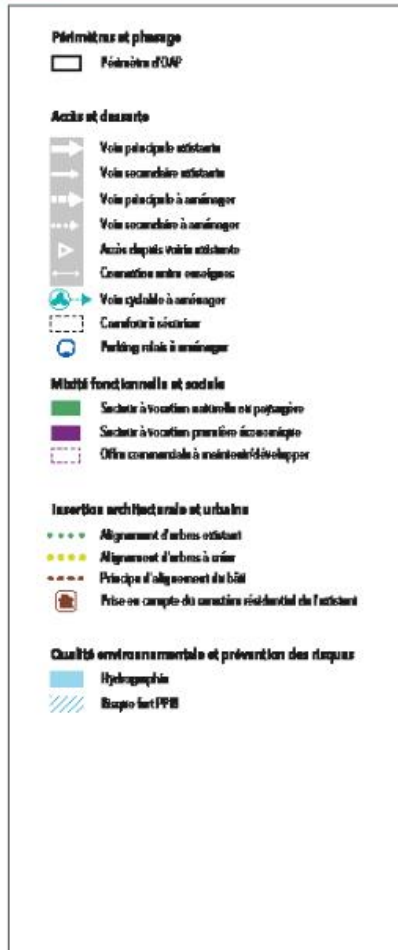 Périmètres et phasage
Périmètre d'OAP
Accès et desserte
Voie principale existante
Voie secondaire existante
Voie principale à aménager
Voie secondaire à aménager
Accès depuis voirie existante
Connection entre enseignes
Voie cyclable à aménager
Carrefour à sécuriser
Parking relais à aménager
Mixité fonctionnelle et sociale
Secteur à vocation naturelle ou paysagère
Secteur à vocation première économique
Offre commerciale à maintenir/développer
Insertion architecturale et urbaine
Alignement d'arbres existant
Alignement d'arbres à créer
Principe d'alignement du bâti
Prise en compte du caractère résidentiel de l'existant
Qualité environnementale et prévention des risques
Hydrographie
Risque fort PPRI